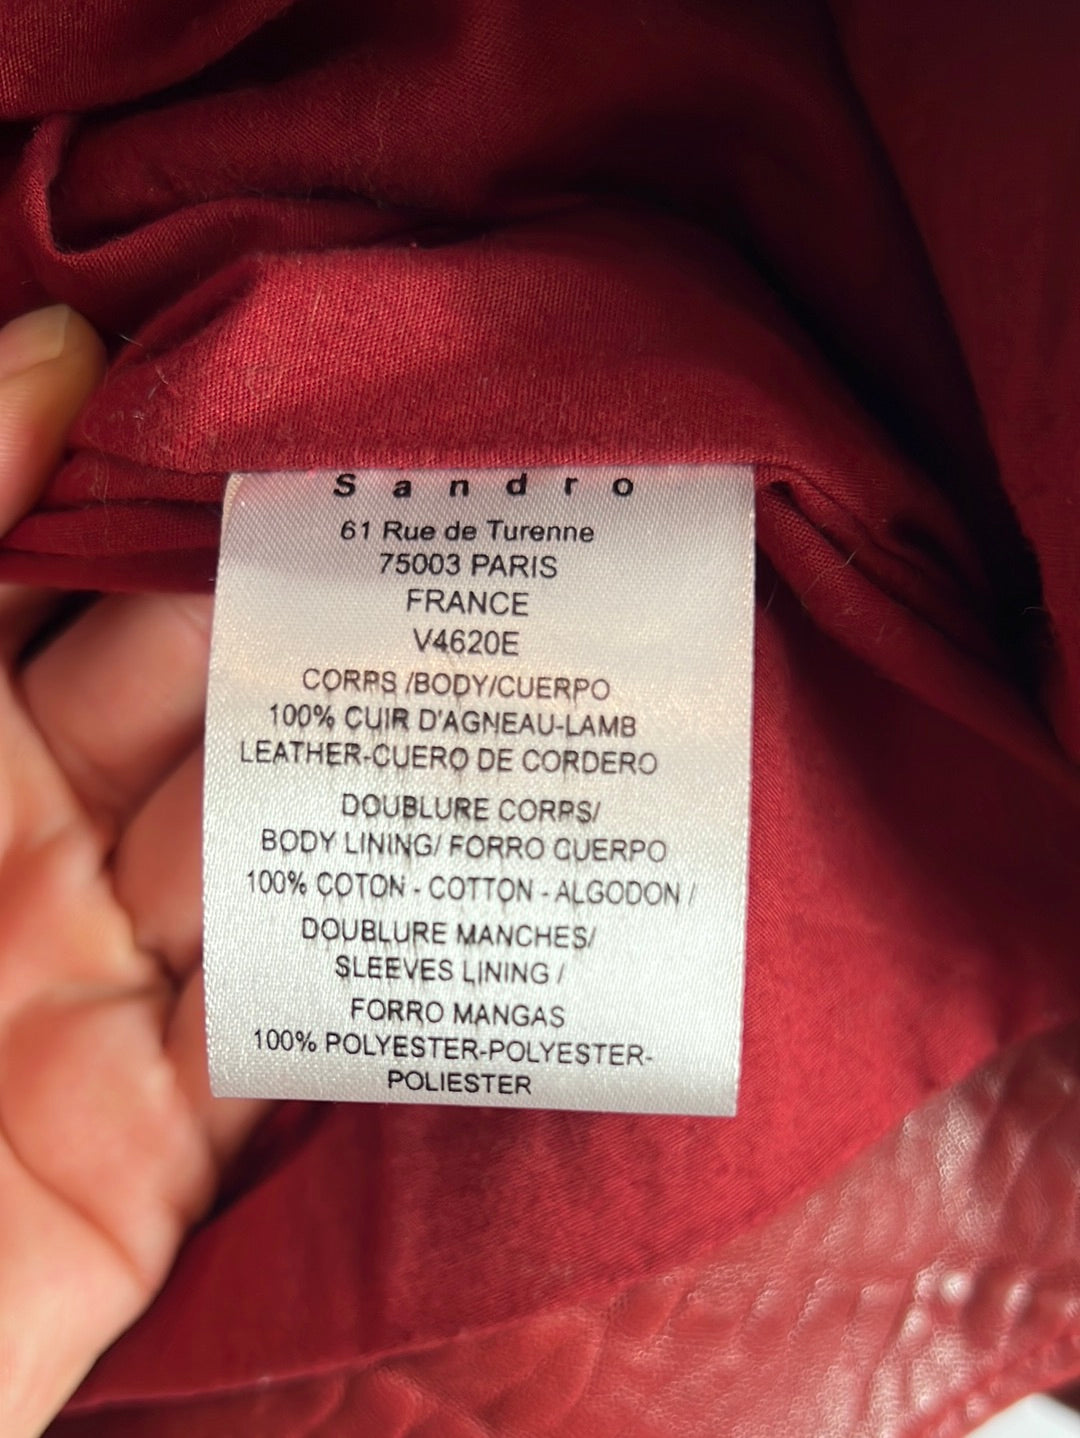 Sandro
61 Rue de Turenne
75003 PARIS
FRANCE
V4620E
CORPS /BODY/CUERPO
100% CUIR D'AGNEAU-LAMB
LEATHER-CUERO DE CORDERO
DOUBLURE CORPS/
BODY LINING/ FORRO CUERPO
100% COTON - COTTON - ALGODON /
DOUBLURE MANCHES/
SLEEVES LINING /
FORRO MANGAS
100% POLYESTER-POLYESTER-
POLIESTER